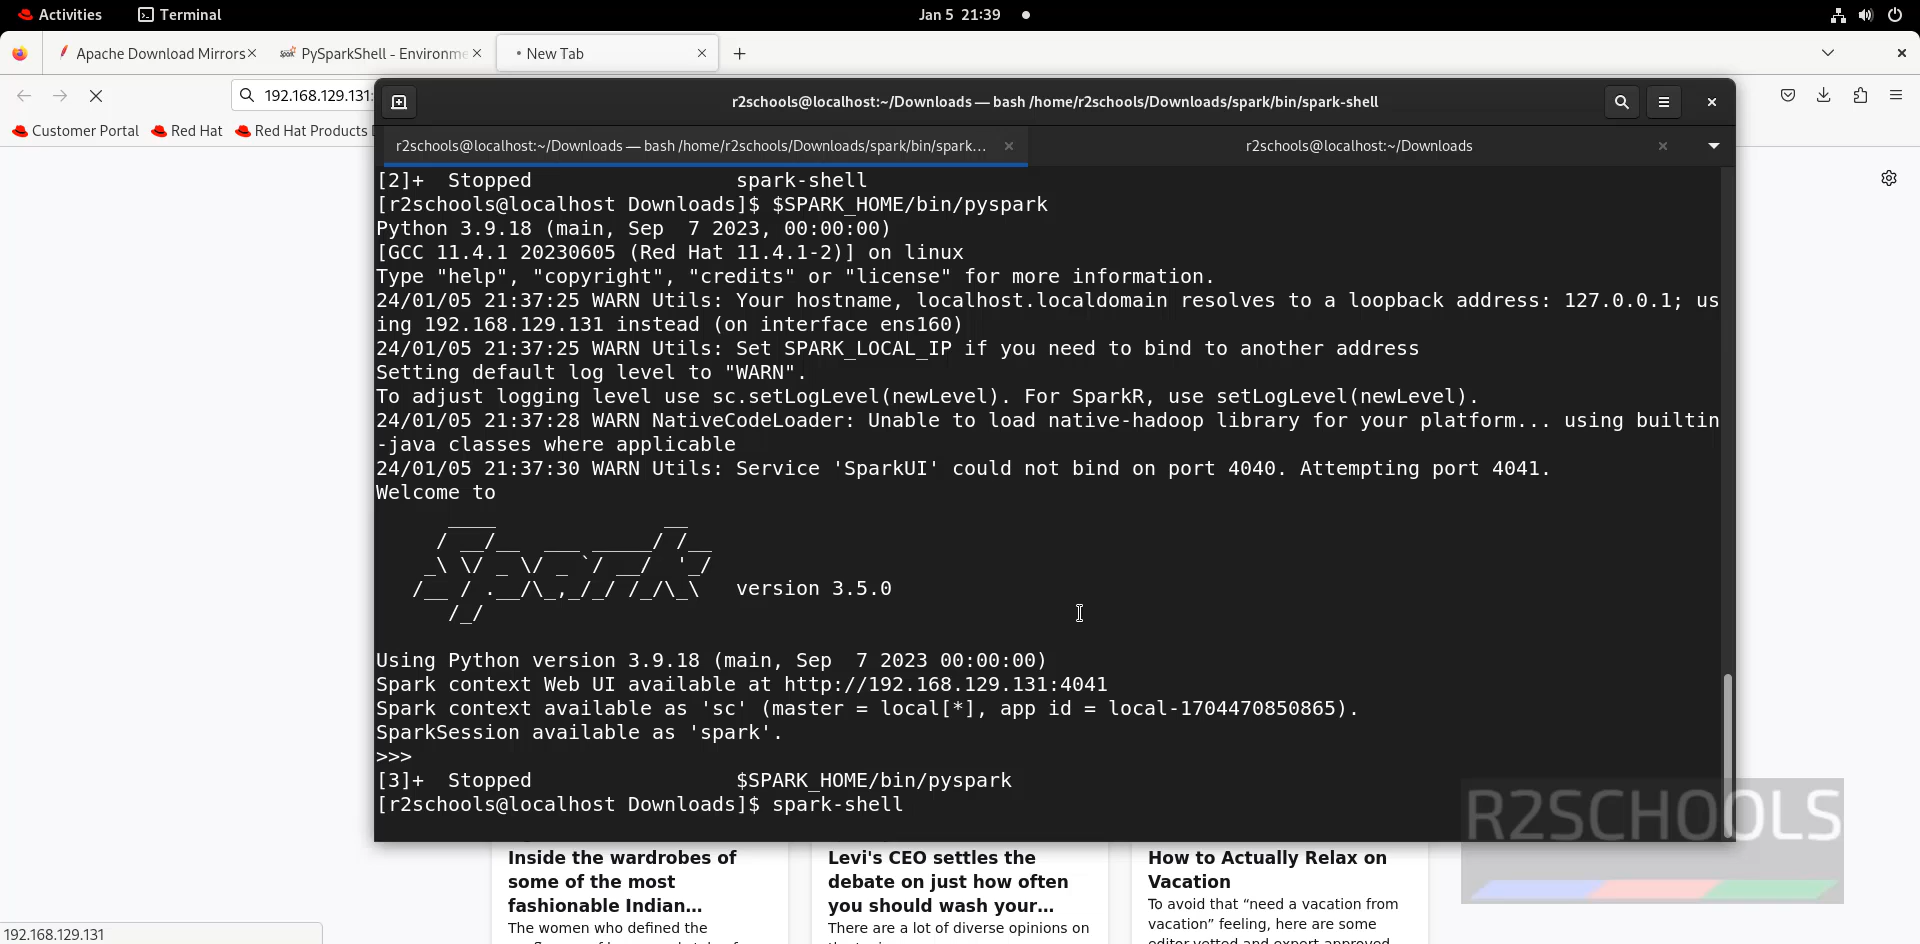 Activities Terminal Jan 5 21:39
Apache Download Mirrors PySparkShell - Environme New Tab
192.168.129.131:
Customer Portal Red Hat Red Hat Products D
r2schools@localhost:~/Downloads — bash /home/r2schools/Downloads/spark/bin/spark-shell
r2schools@localhost:~/Downloads — bash /home/r2schools/Downloads/spark/bin/spark... r2schools@localhost:~/Downloads
[2]+  Stopped                 spark-shell
[r2schools@localhost Downloads]$ $SPARK_HOME/bin/pyspark
Python 3.9.18 (main, Sep  7 2023, 00:00:00)
[GCC 11.4.1 20230605 (Red Hat 11.4.1-2)] on linux
Type "help", "copyright", "credits" or "license" for more information.
24/01/05 21:37:25 WARN Utils: Your hostname, localhost.localdomain resolves to a loopback address: 127.0.0.1; us
ing 192.168.129.131 instead (on interface ens160)
24/01/05 21:37:25 WARN Utils: Set SPARK_LOCAL_IP if you need to bind to another address
Setting default log level to "WARN".
To adjust logging level use sc.setLogLevel(newLevel). For SparkR, use setLogLevel(newLevel).
24/01/05 21:37:28 WARN NativeCodeLoader: Unable to load native-hadoop library for your platform... using builtin
-java classes where applicable
24/01/05 21:37:30 WARN Utils: Service 'SparkUI' could not bind on port 4040. Attempting port 4041.
Welcome to
      ____              __
     / __/__  ___ _____/ /__
    _\ \/ _ \/ _ `/ __/  '_/
   /__ / .__/\_,_/_/ /_/\_\   version 3.5.0
      /_/
Using Python version 3.9.18 (main, Sep  7 2023 00:00:00)
Spark context Web UI available at http://192.168.129.131:4041
Spark context available as 'sc' (master = local[*], app id = local-1704470850865).
SparkSession available as 'spark'.
>>>
[3]+  Stopped                 $SPARK_HOME/bin/pyspark
[r2schools@localhost Downloads]$ spark-shell
R2SCHOOLS
Inside the wardrobes of
some of the most
fashionable Indian...
The women who defined the
Levi's CEO settles the
debate on just how often
you should wash your...
There are a lot of diverse opinions on
How to Actually Relax on
Vacation
To avoid that “need a vacation from
vacation” feeling, here are some
editor-vetted and expert-approved
192.168.129.131